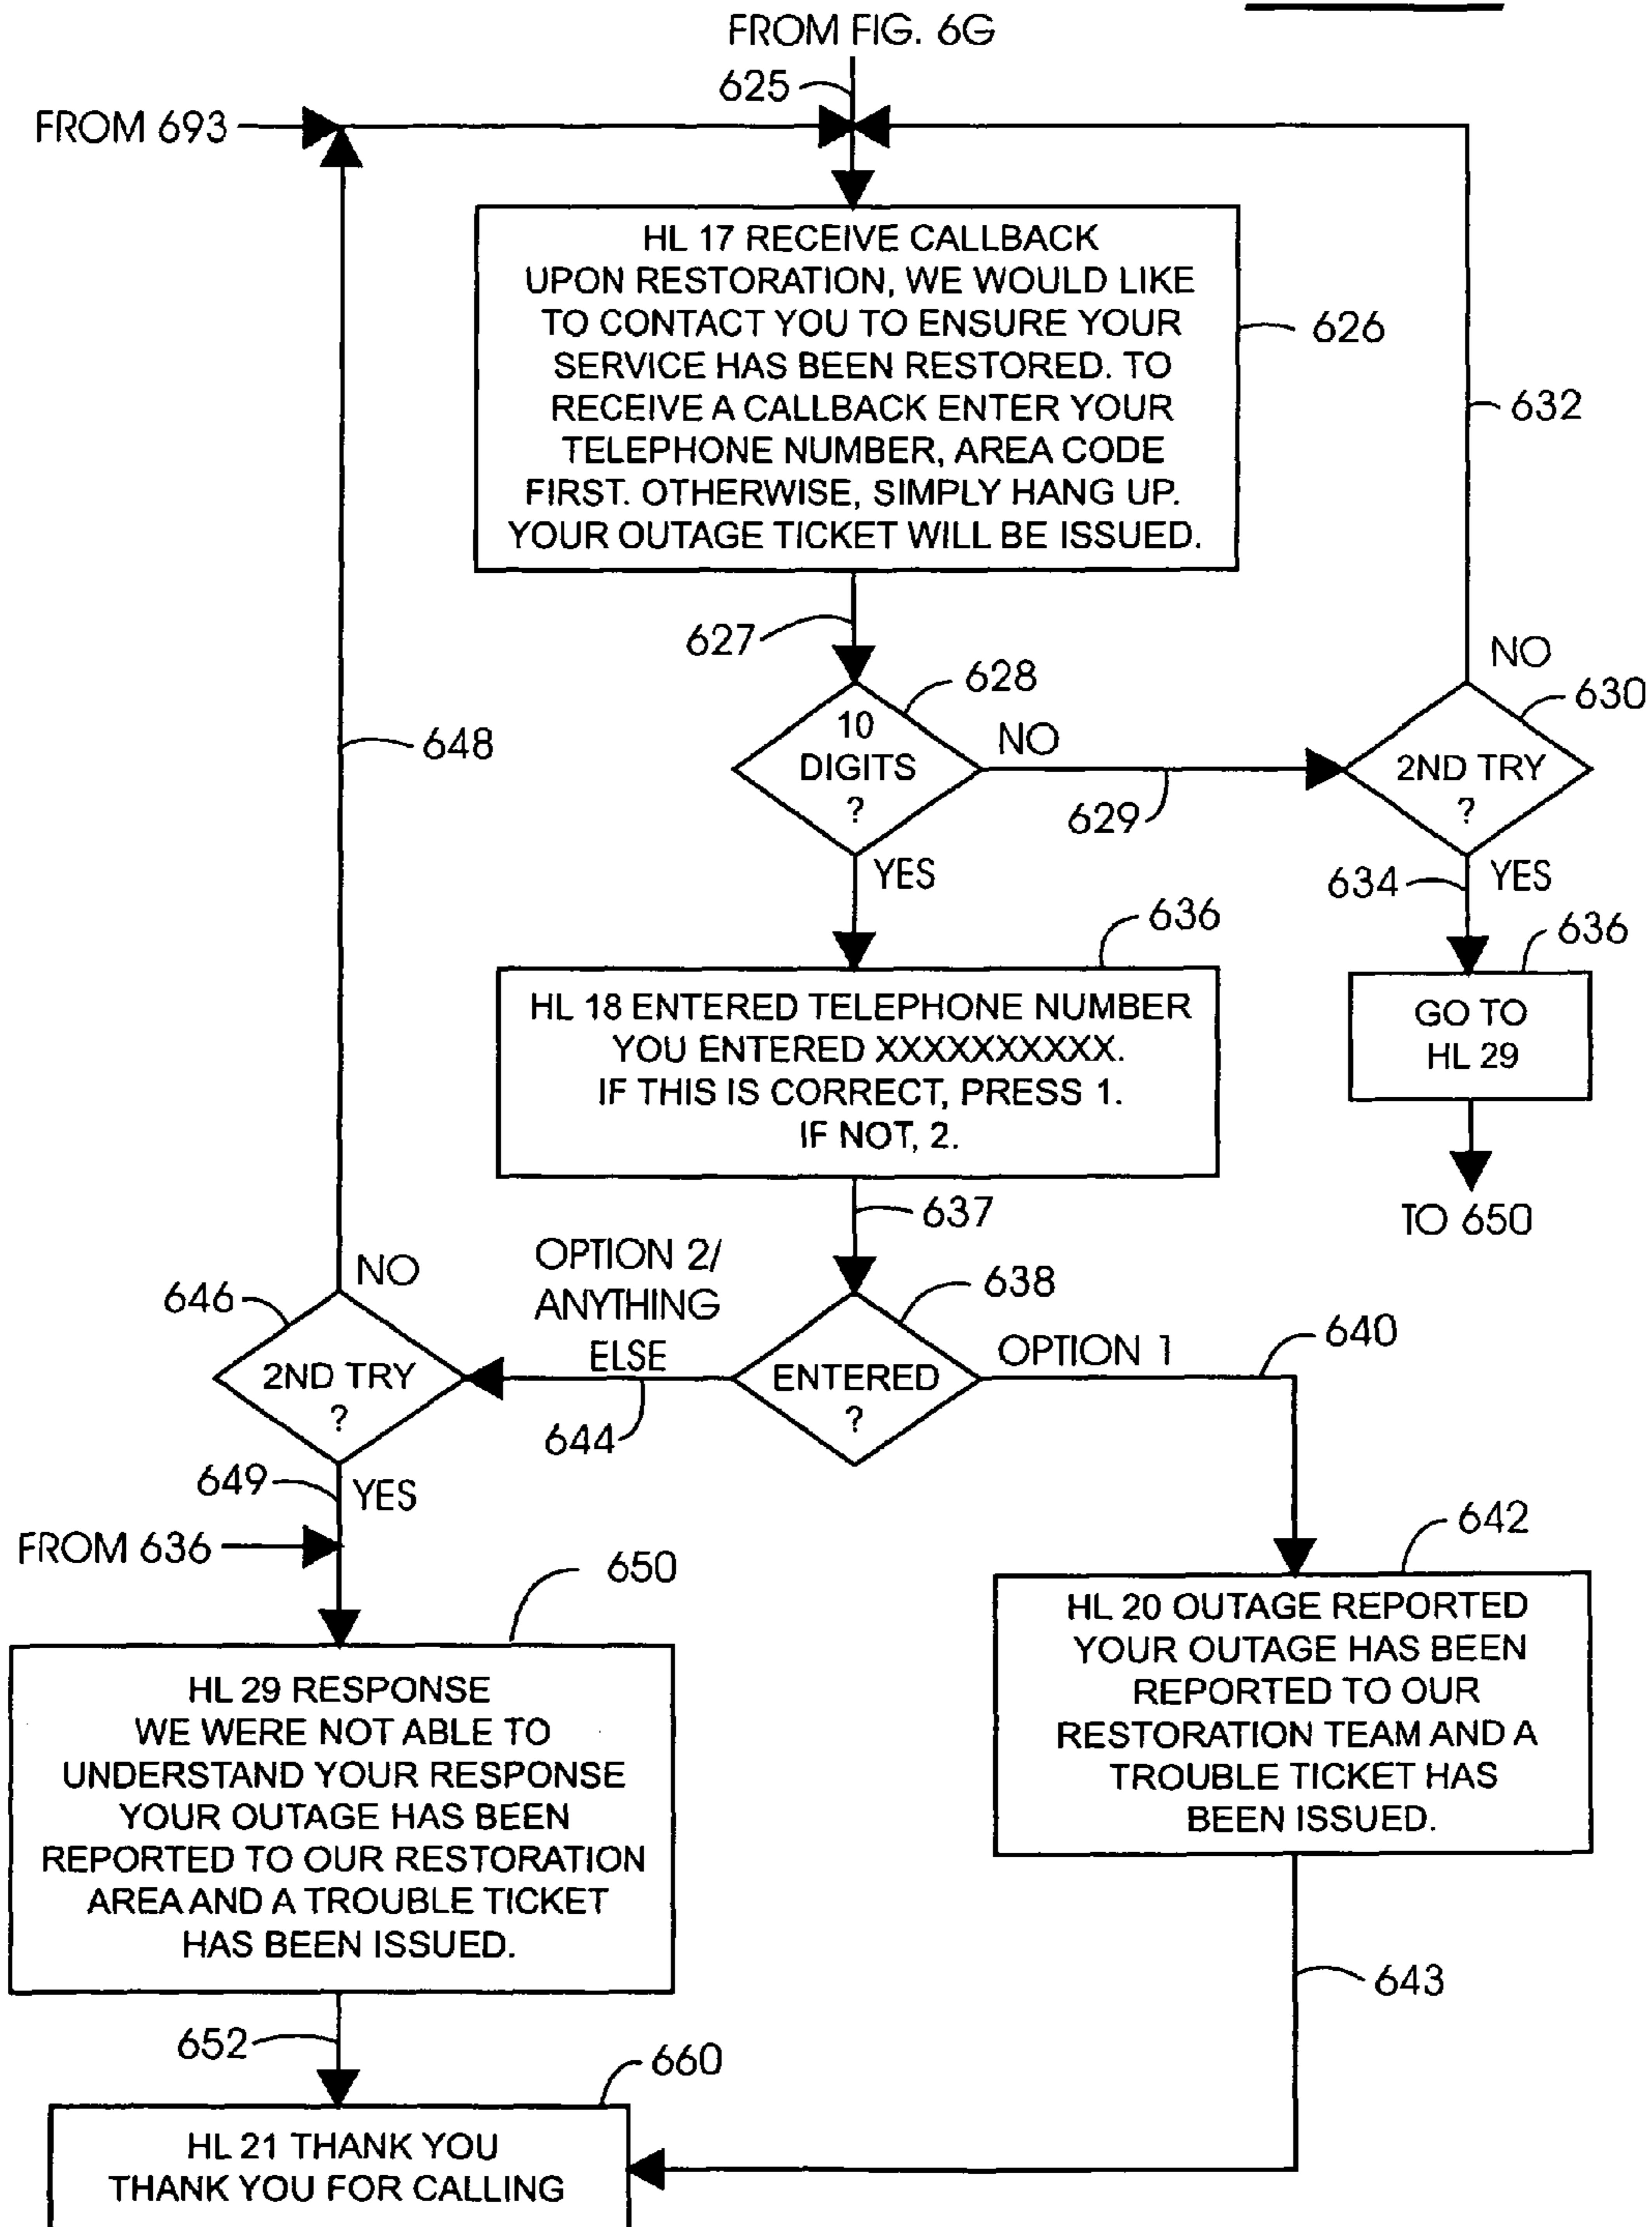 FROM FIG. 6G
625
FROM 693
HL 17 RECEIVE CALLBACK
UPON RESTORATION, WE WOULD LIKE
TO CONTACT YOU TO ENSURE YOUR
SERVICE HAS BEEN RESTORED. TO
RECEIVE A CALLBACK ENTER YOUR
TELEPHONE NUMBER, AREA CODE
FIRST. OTHERWISE, SIMPLY HANG UP.
YOUR OUTAGE TICKET WILL BE ISSUED.
626
632
627
NO
628
630
10
DIGITS
?
NO
648
2ND TRY
?
629
YES
634
YES
636
636
HL 18 ENTERED TELEPHONE NUMBER
YOU ENTERED XXXXXXXXXX.
IF THIS IS CORRECT, PRESS 1.
IF NOT, 2.
GO TO
HL 29
637
TO 650
OPTION 2/
ANYTHING
ELSE
NO
638
646
640
OPTION 1
2ND TRY
?
ENTERED
?
644
649
YES
FROM 636
642
650
HL 20 OUTAGE REPORTED
YOUR OUTAGE HAS BEEN
REPORTED TO OUR
RESTORATION TEAM AND A
TROUBLE TICKET HAS
BEEN ISSUED.
HL 29 RESPONSE
WE WERE NOT ABLE TO
UNDERSTAND YOUR RESPONSE
YOUR OUTAGE HAS BEEN
REPORTED TO OUR RESTORATION
AREA AND A TROUBLE TICKET
HAS BEEN ISSUED.
643
652
660
HL 21 THANK YOU
THANK YOU FOR CALLING